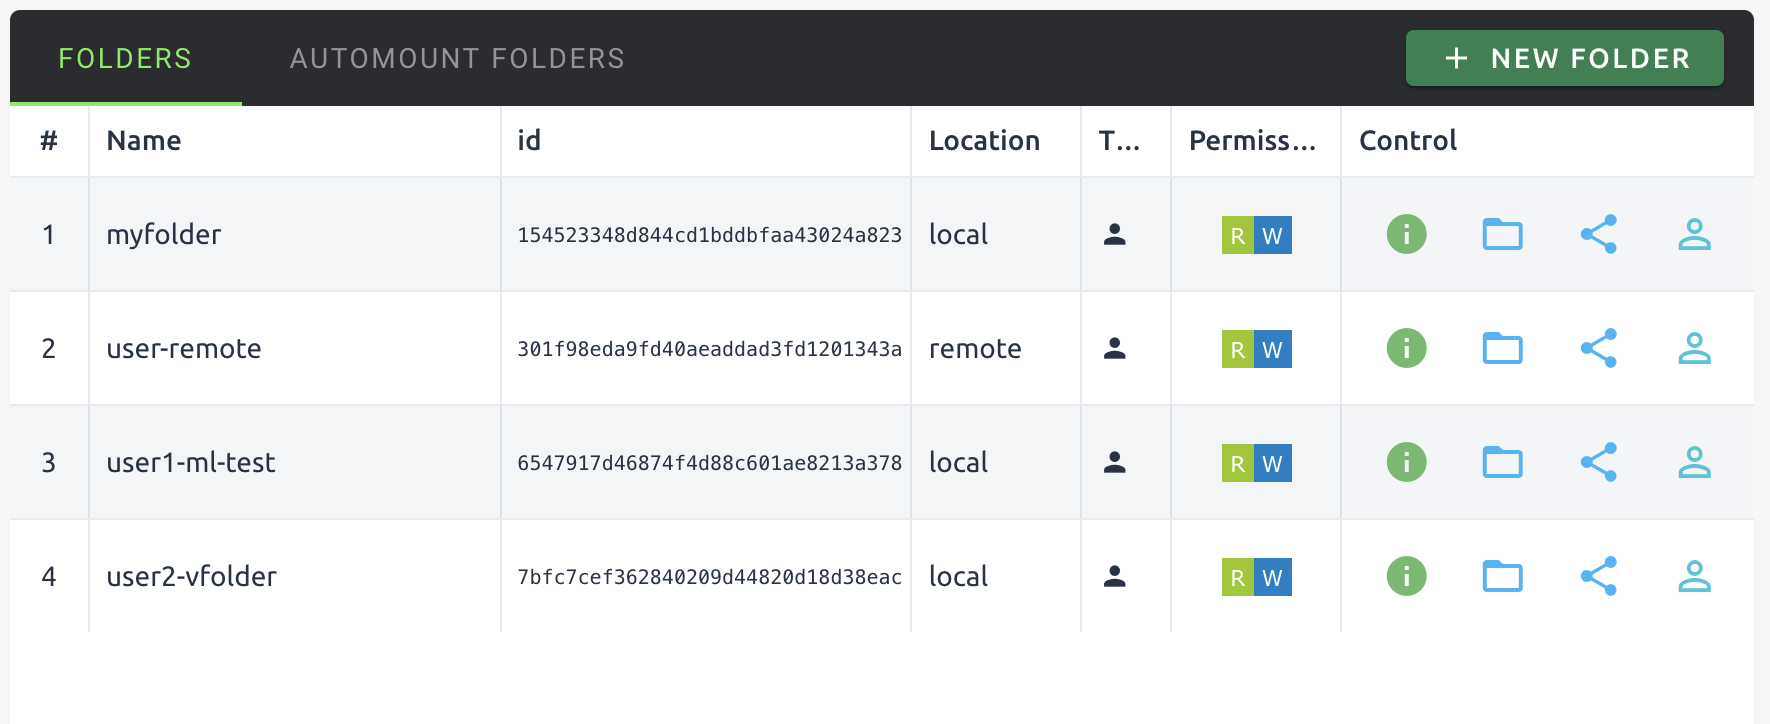 FOLDERS AUTOMOUNT FOLDERS + NEW FOLDER
# Name id Location T... Permiss... Control
1 myfolder 154523348d844cd1bddbfaa43024a823 local R W i
2 user-remote 301f98eda9fd40aeaddad3fd1201343a remote R W i
3 user1-ml-test 6547917d46874f4d88c601ae8213a378 local R W i
4 user2-vfolder 7bfc7cef362840209d44820d18d38eac local R W i